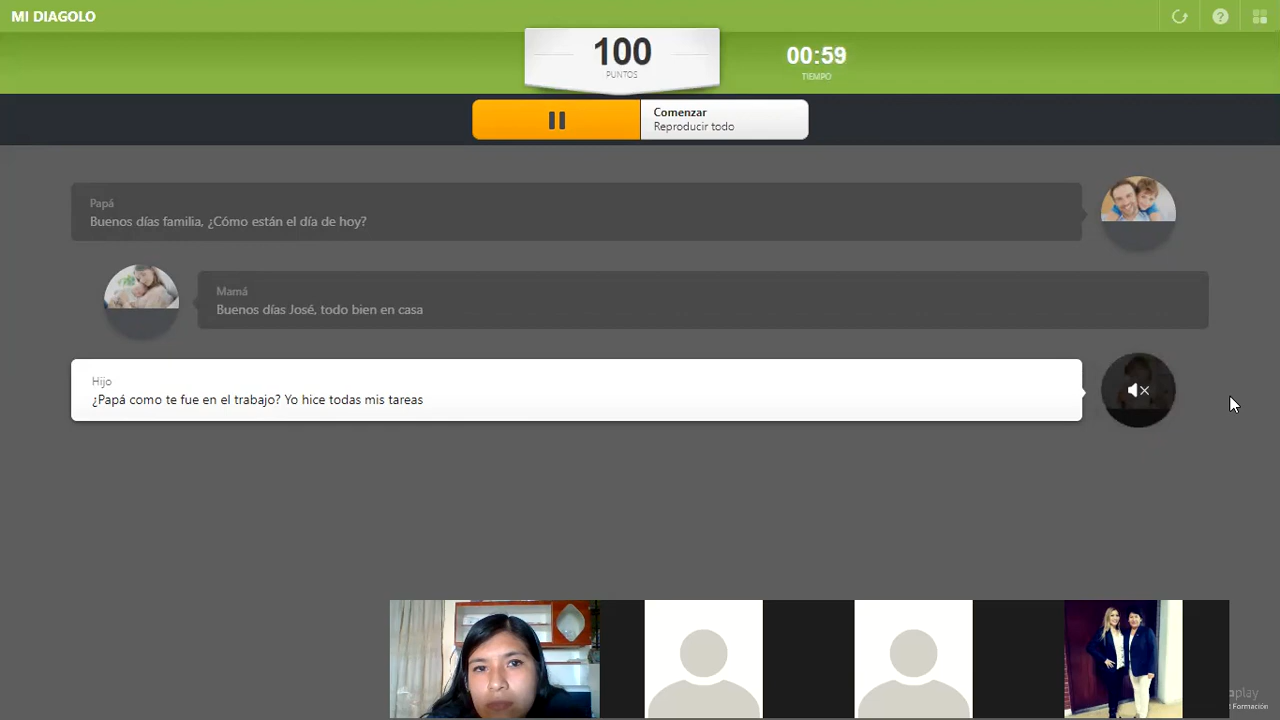 MI DIAGOLO
?
100
PUNTOS
00:59
TIEMPO
Comenzar
Reproducir todo
Papá
Buenos días familia, ¿Cómo están el día de hoy?
Mamá
Buenos días José, todo bien en casa
Hijo
¿Papá como te fue en el trabajo? Yo hice todas mis tareas
play
Formación